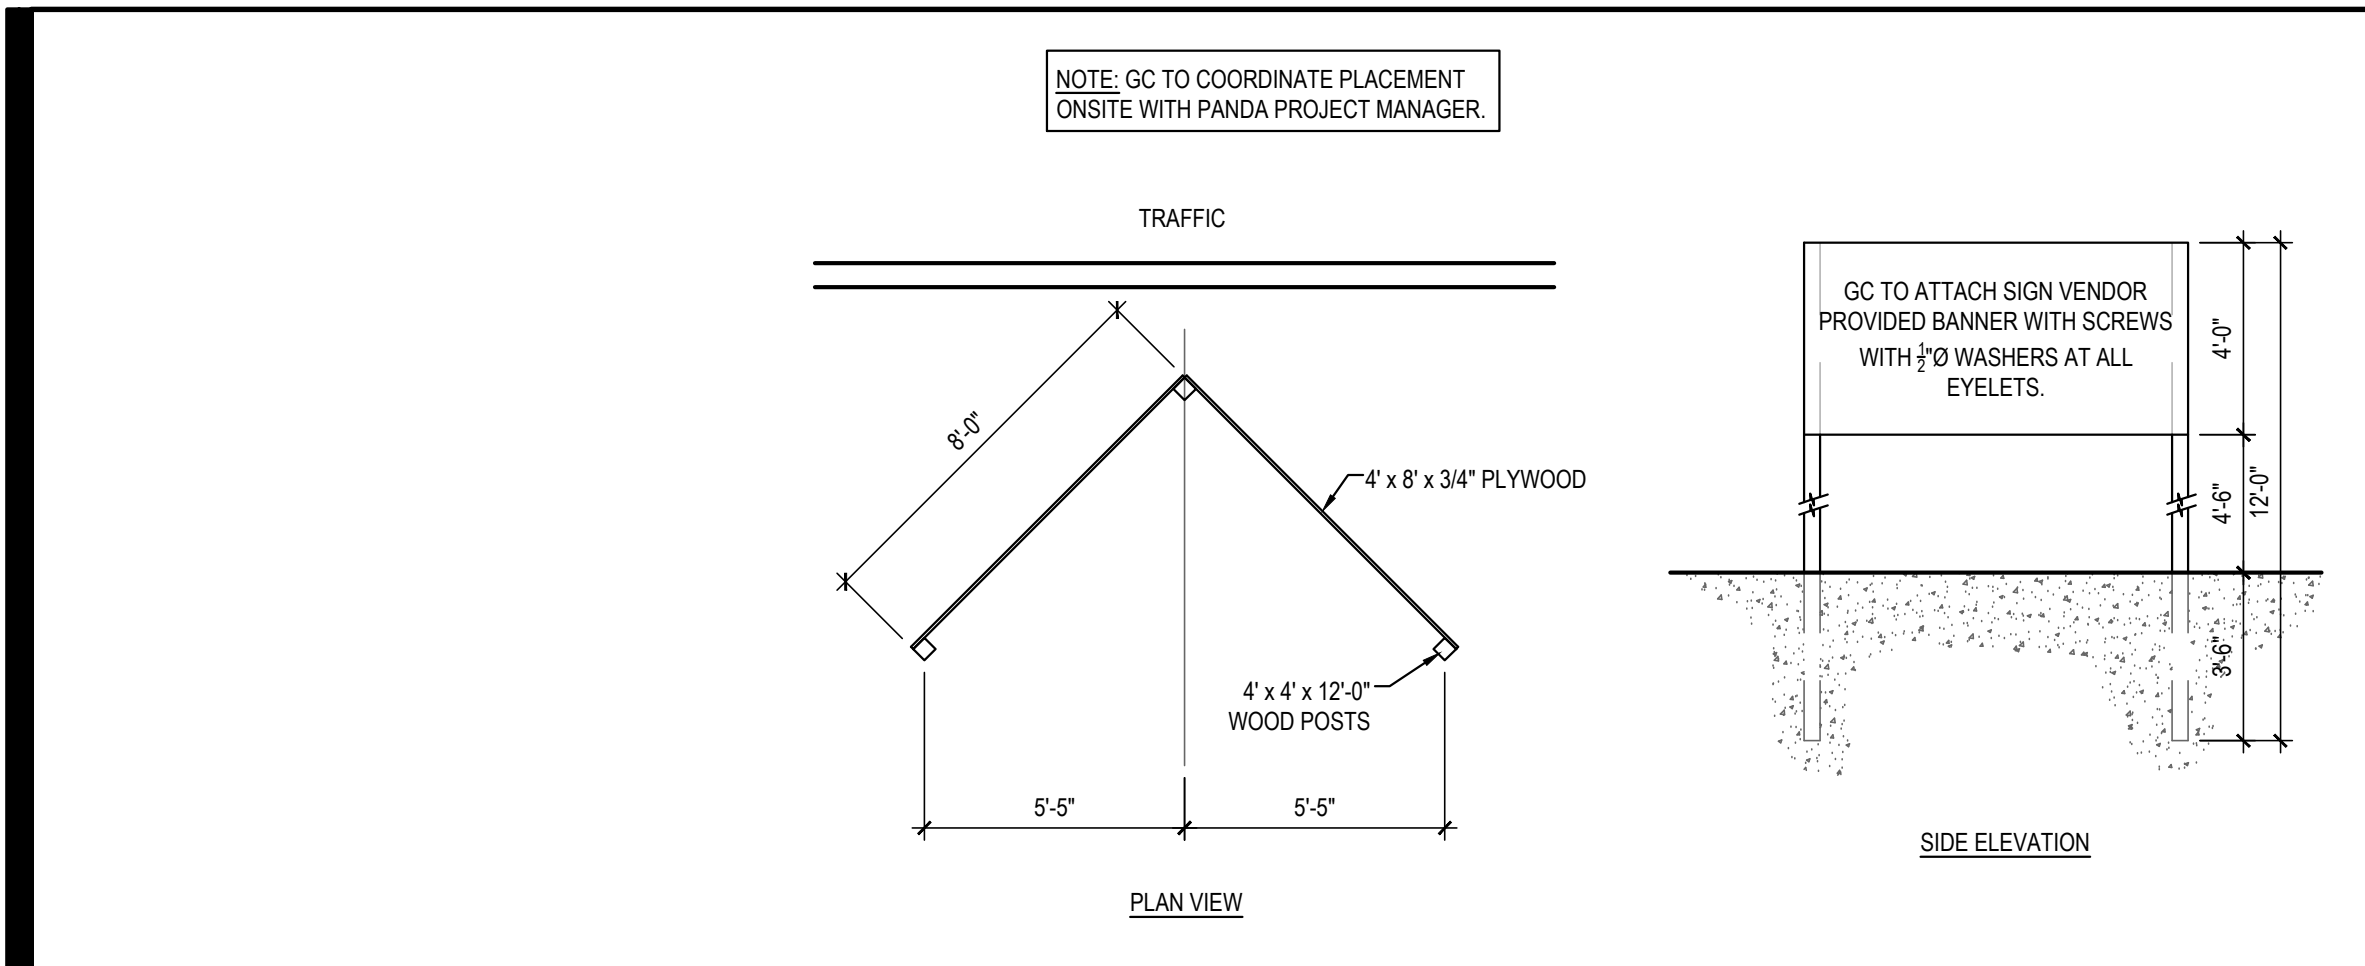 NOTE: GC TO COORDINATE PLACEMENT
ONSITE WITH PANDA PROJECT MANAGER.
TRAFFIC
8'-0"
4' x 8' x 3/4" PLYWOOD
4' x 4' x 12'-0"
WOOD POSTS
5'-5"
5'-5"
PLAN VIEW
GC TO ATTACH SIGN VENDOR
PROVIDED BANNER WITH SCREWS
WITH 1/2"Ø WASHERS AT ALL
EYELETS.
4'-0"
4'-6"
12'-0"
3'-6"
SIDE ELEVATION